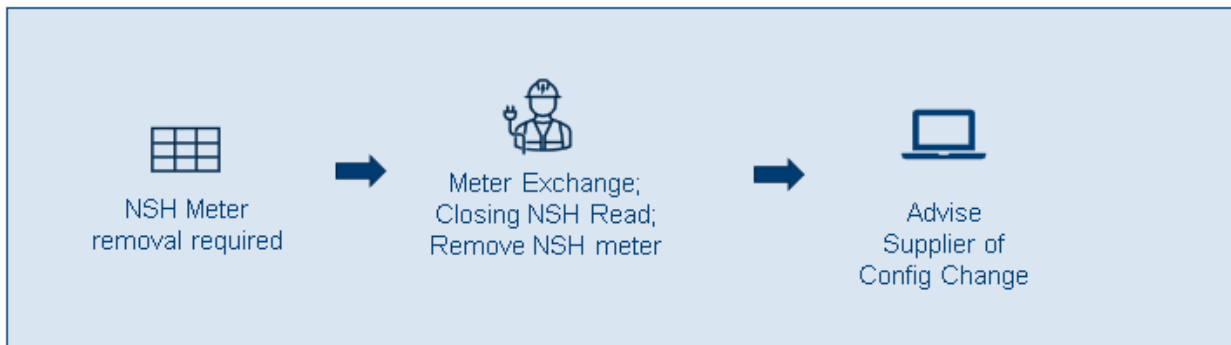 NSH Meter
removal required
Meter Exchange;
Closing NSH Read;
Remove NSH meter
Advise
Supplier of
Config Change